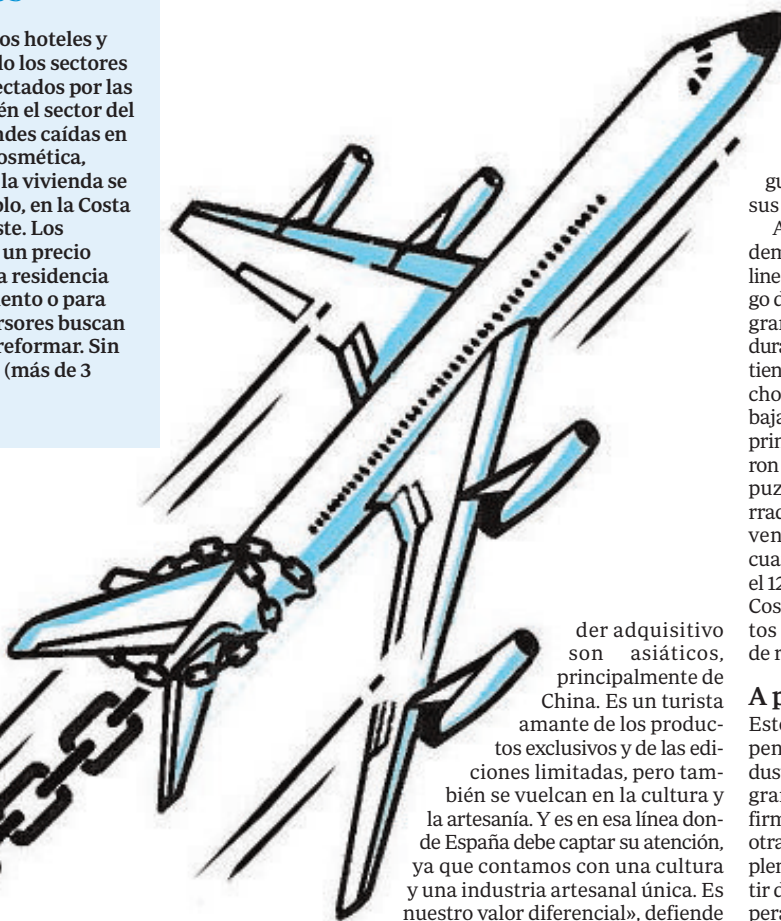 os hoteles y
lo los sectores
ectados por las
én el sector del
ndes caídas en
osmética,
la vivienda se
olo, en la Costa
ste. Los
un precio
a residencia
ento o para
rsores buscan
reformar. Sin
(más de 3
der adquisitivo
son asiáticos,
principalmente de
China. Es un turista
amante de los produc-
tos exclusivos y de las edi-
ciones limitadas, pero tam-
bién se vuelcan en la cultura y
la artesanía. Y es en esa línea don-
de España debe captar su atención,
ya que contamos con una cultura
y una industria artesanal única. Es
nuestro valor diferencial», defiende
gu
sus
A
dem
line
go d
gran
dura
tien
cho
baja
prin
ron
puz
rrac
ven
cua
el 12
Cos
tos
de r
A p
Este
pen
dus
gran
firm
otra
plen
tir d
pers